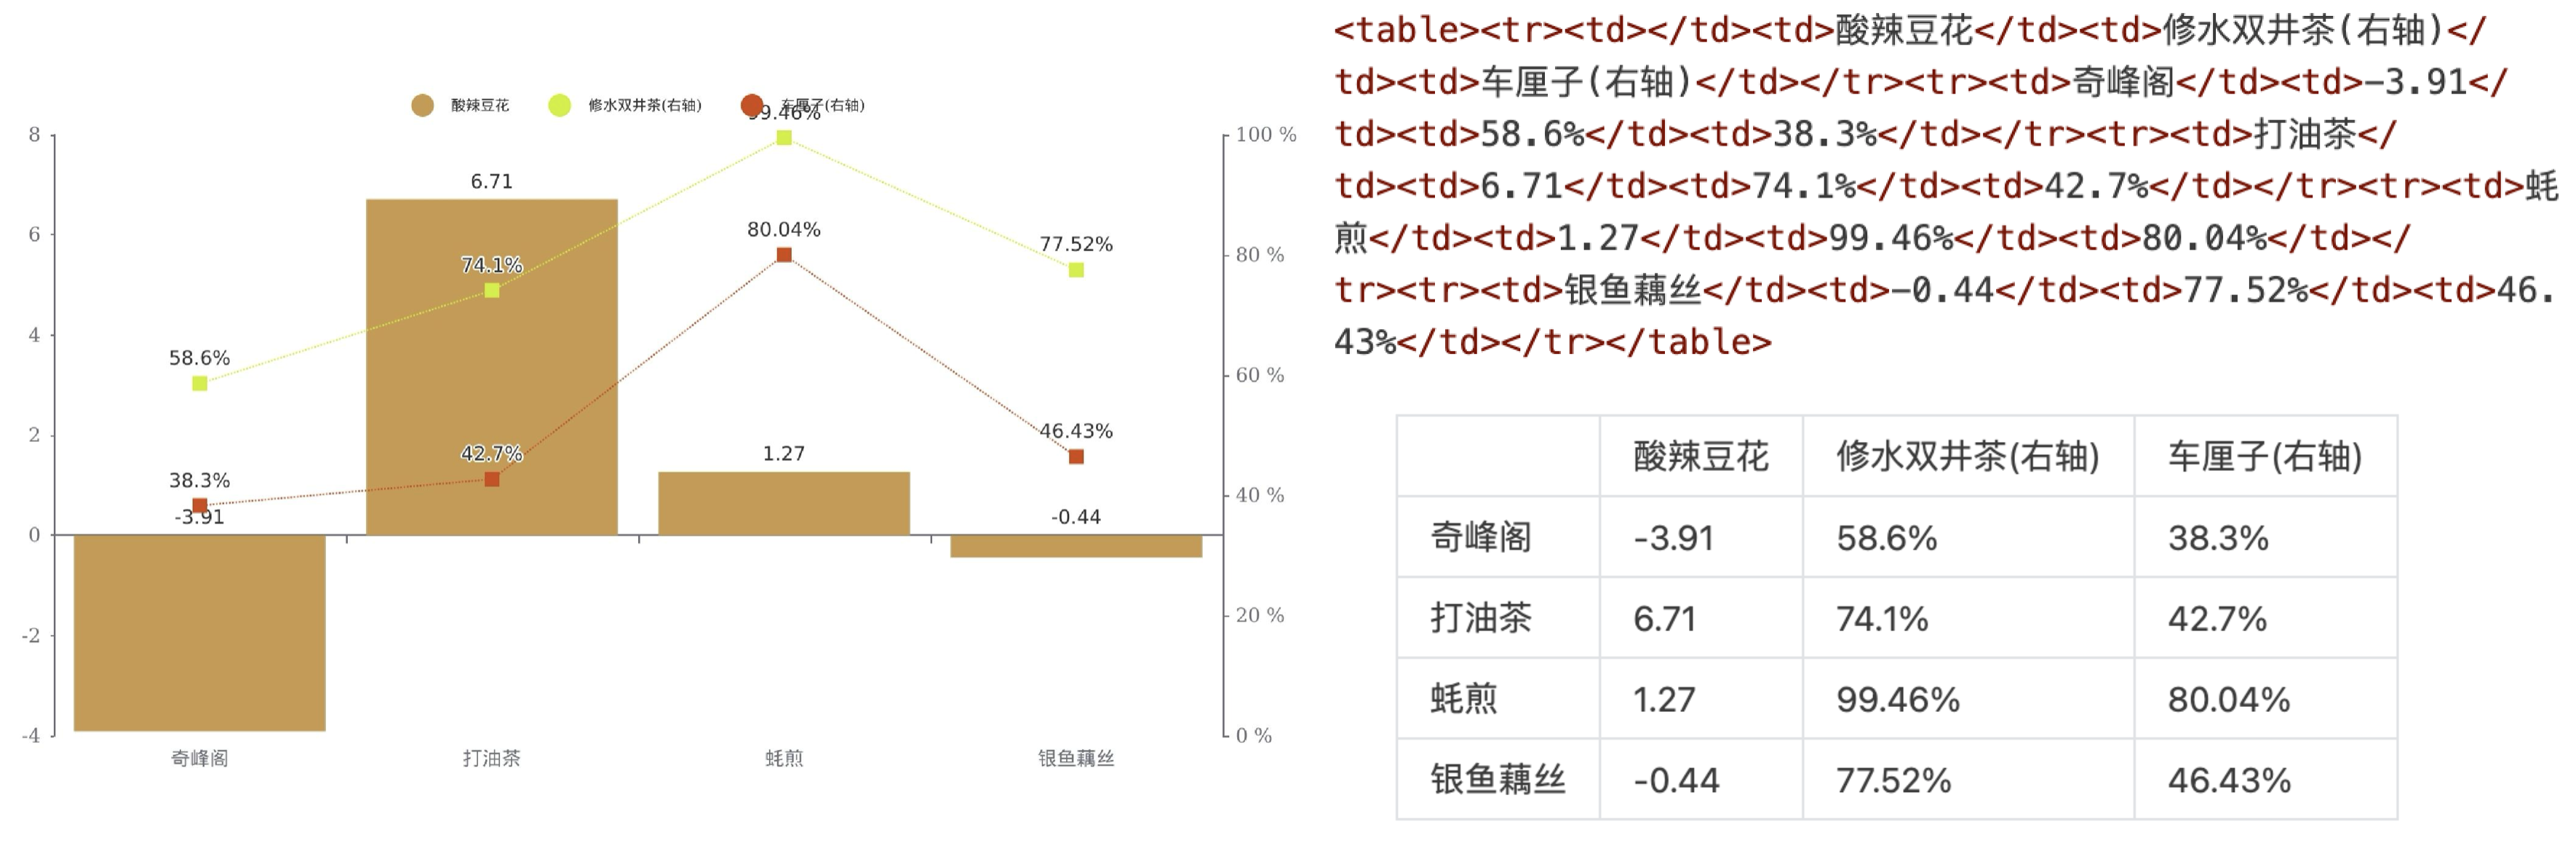 酸辣豆花 修水双井茶(右轴) 车厘子(右轴)
8
6
4
2
0
-2
-4
100 %
80 %
60 %
40 %
20 %
0 %
-3.91
6.71
1.27
-0.44
58.6%
74.1%
99.46%
77.52%
38.3%
42.7%
80.04%
46.43%
奇峰阁 打油茶 蚝煎 银鱼藕丝
<table><tr><td></td><td>酸辣豆花</td><td>修水双井茶(右轴)</
td><td>车厘子(右轴)</td></tr><tr><td>奇峰阁</td><td>-3.91</
td><td>58.6%</td><td>38.3%</td></tr><tr><td>打油茶</
td><td>6.71</td><td>74.1%</td><td>42.7%</td></tr><tr><td>蚝
煎</td><td>1.27</td><td>99.46%</td><td>80.04%</td></
tr><tr><td>银鱼藕丝</td><td>-0.44</td><td>77.52%</td><td>46.
43%</td></tr></table>
酸辣豆花 修水双井茶(右轴) 车厘子(右轴)
奇峰阁 -3.91 58.6% 38.3%
打油茶 6.71 74.1% 42.7%
蚝煎 1.27 99.46% 80.04%
银鱼藕丝 -0.44 77.52% 46.43%